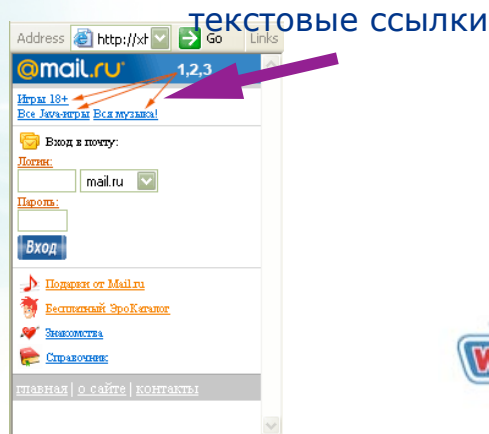 текстовые ссылки
Address http://xh Go Links
@mail.ru 1,2,3
Игры 18+
Все Java-игры Вся музыка!
Вход в почту:
Логин:
mail.ru
Пароль:
Вход
Подарки от Mail.ru
Бесплатный ЭроКаталог
Знакомства
Справочник
главная | о сайте | контакты